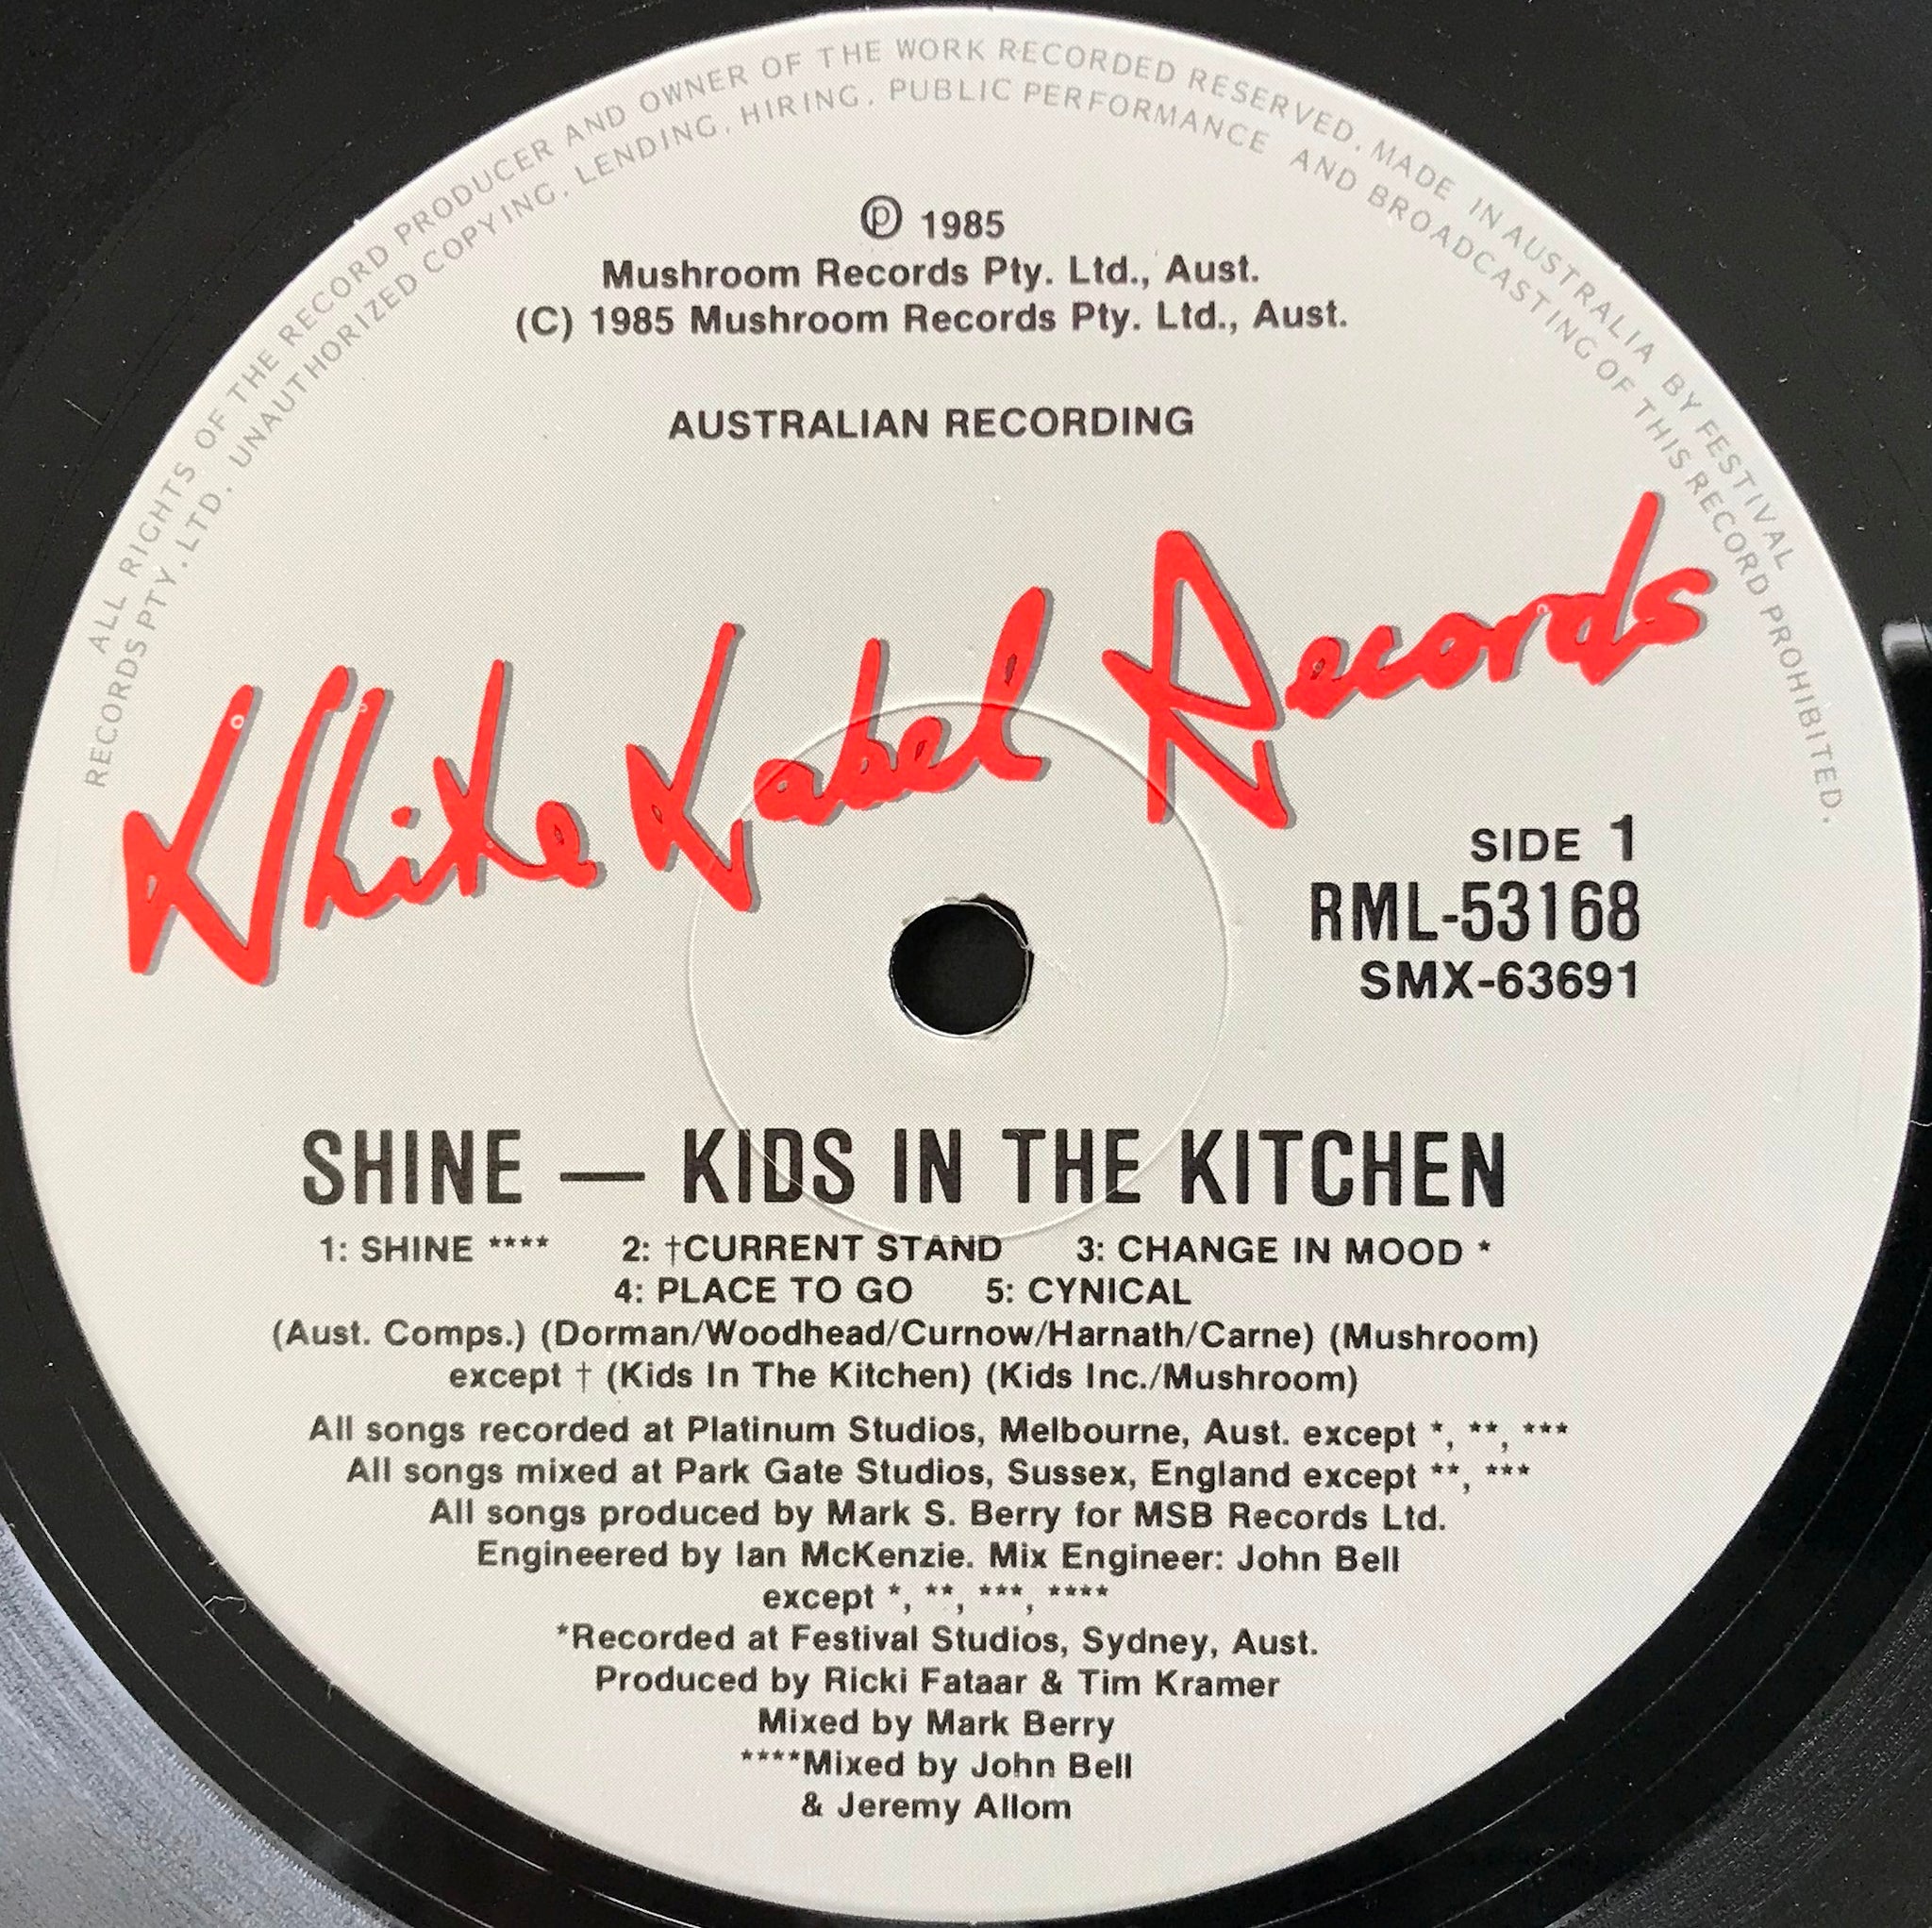 ALL RIGHTS OF THE RECORD PRODUCER AND OWNER OF THE WORK RECORDED RESERVED. MADE IN AUSTRALIA BY FESTIVAL
RECORDS PTY. LTD. UNAUTHORIZED COPYING, LENDING, HIRING, PUBLIC PERFORMANCE AND BROADCASTING OF THIS RECORD PROHIBITED.
℗ 1985
Mushroom Records Pty. Ltd., Aust.
(C) 1985 Mushroom Records Pty. Ltd., Aust.
AUSTRALIAN RECORDING
White Label Records
SIDE 1
RML-53168
SMX-63691
SHINE — KIDS IN THE KITCHEN
1: SHINE **** 2: †CURRENT STAND 3: CHANGE IN MOOD *
4: PLACE TO GO 5: CYNICAL
(Aust. Comps.) (Dorman/Woodhead/Curnow/Harnath/Carne) (Mushroom)
except † (Kids In The Kitchen) (Kids Inc./Mushroom)
All songs recorded at Platinum Studios, Melbourne, Aust. except *, **, ***
All songs mixed at Park Gate Studios, Sussex, England except **, ***
All songs produced by Mark S. Berry for MSB Records Ltd.
Engineered by Ian McKenzie. Mix Engineer: John Bell
except *, **, ***, ****
*Recorded at Festival Studios, Sydney, Aust.
Produced by Ricki Fataar & Tim Kramer
Mixed by Mark Berry
****Mixed by John Bell
& Jeremy Allom